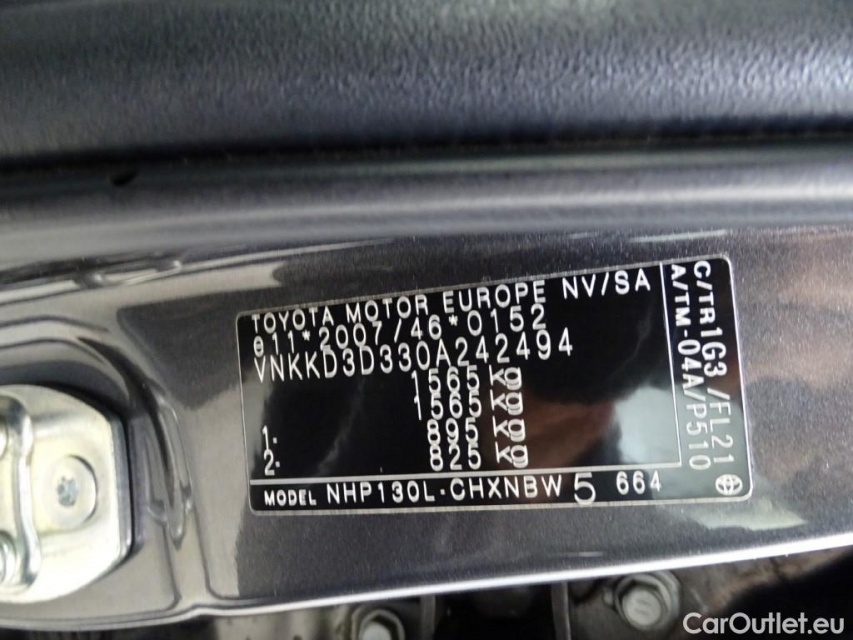 TOYOTA MOTOR EUROPE NV/SA
e11*2007/46*0152
VNKKD3D330A242494
1565 Kg
1565 Kg
1. 895 Kg
2. 825 Kg
MODEL NHP130L-CHXNBW 5 664
C/TR1G3 /FL21
A/TM-04A/P510
CarOutlet.eu